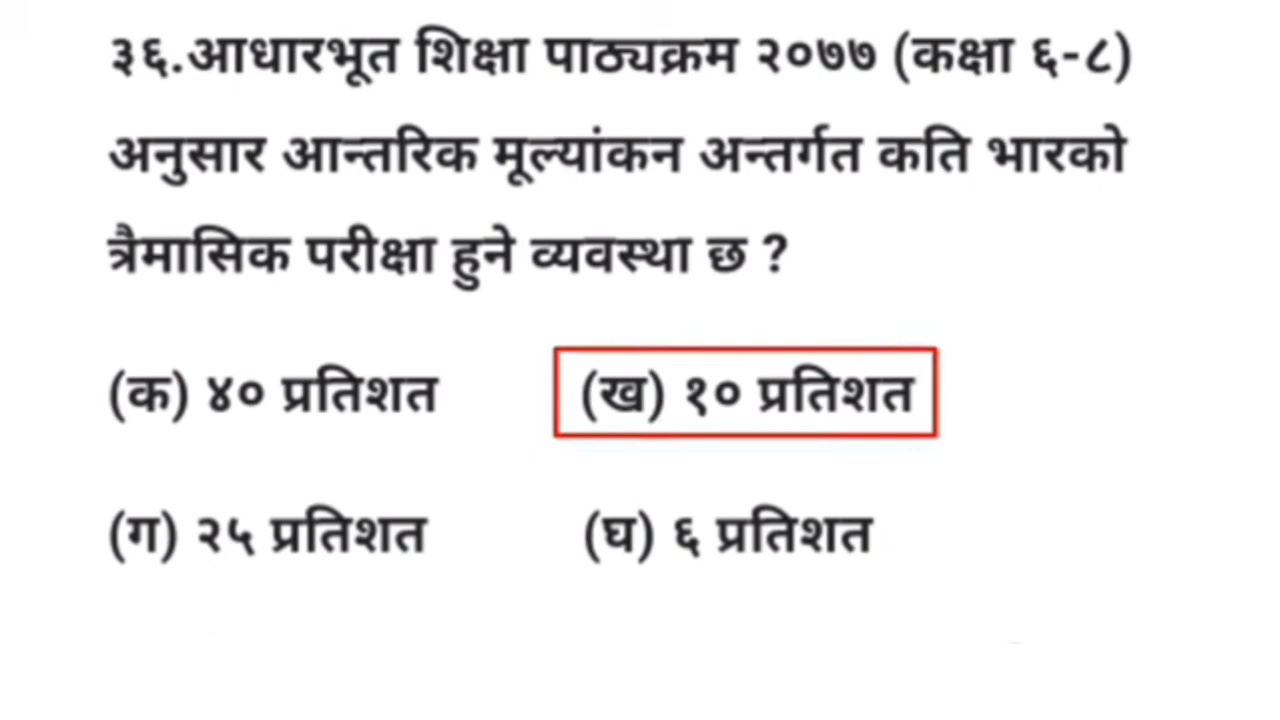 ३६.आधारभूत शिक्षा पाठ्यक्रम २०७७ (कक्षा ६-८)
अनुसार आन्तरिक मूल्यांकन अन्तर्गत कति भारको
त्रैमासिक परीक्षा हुने व्यवस्था छ ?
(क) ४० प्रतिशत (ख) १० प्रतिशत
(ग) २५ प्रतिशत (घ) ६ प्रतिशत